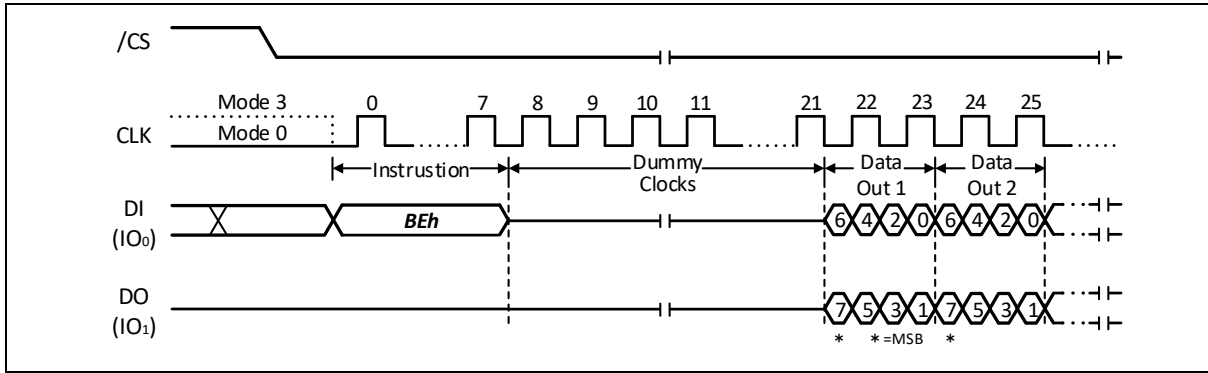 /CS
Mode 3 0 7 8 9 10 11 21 22 23 24 25
CLK Mode 0
Instrustion Dummy Clocks Data Out 1 Data Out 2
DI
(IO0) BEh 6 4 2 0 6 4 2 0
DO
(IO1) 7 5 3 1 7 5 3 1
* * =MSB *